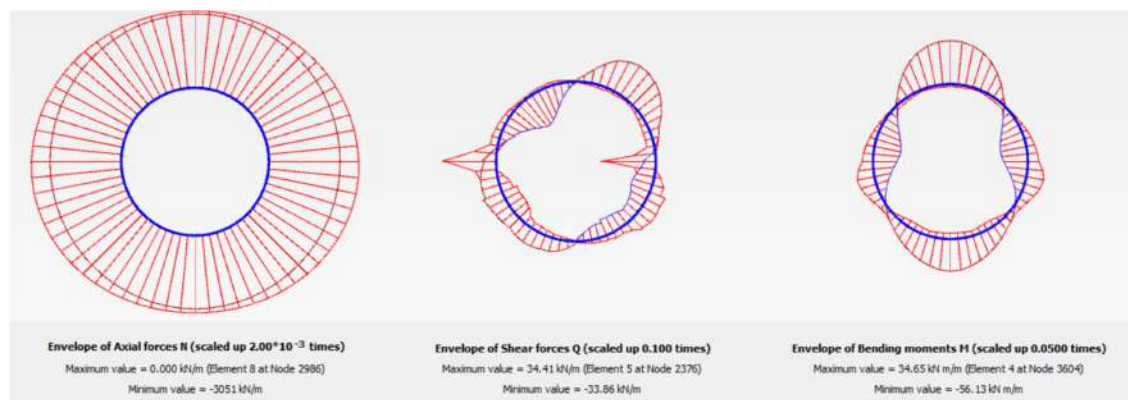 Envelope of Axial forces N (scaled up 2.00*10⁻³ times)
Maximum value = 0.000 kN/m (Element 8 at Node 2986)
Minimum value = -3051 kN/m
Envelope of Shear forces Q (scaled up 0.100 times)
Maximum value = 34.41 kN/m (Element 5 at Node 2376)
Minimum value = -33.86 kN/m
Envelope of Bending moments M (scaled up 0.0500 times)
Maximum value = 34.65 kN m/m (Element 4 at Node 3604)
Minimum value = -56.13 kN m/m